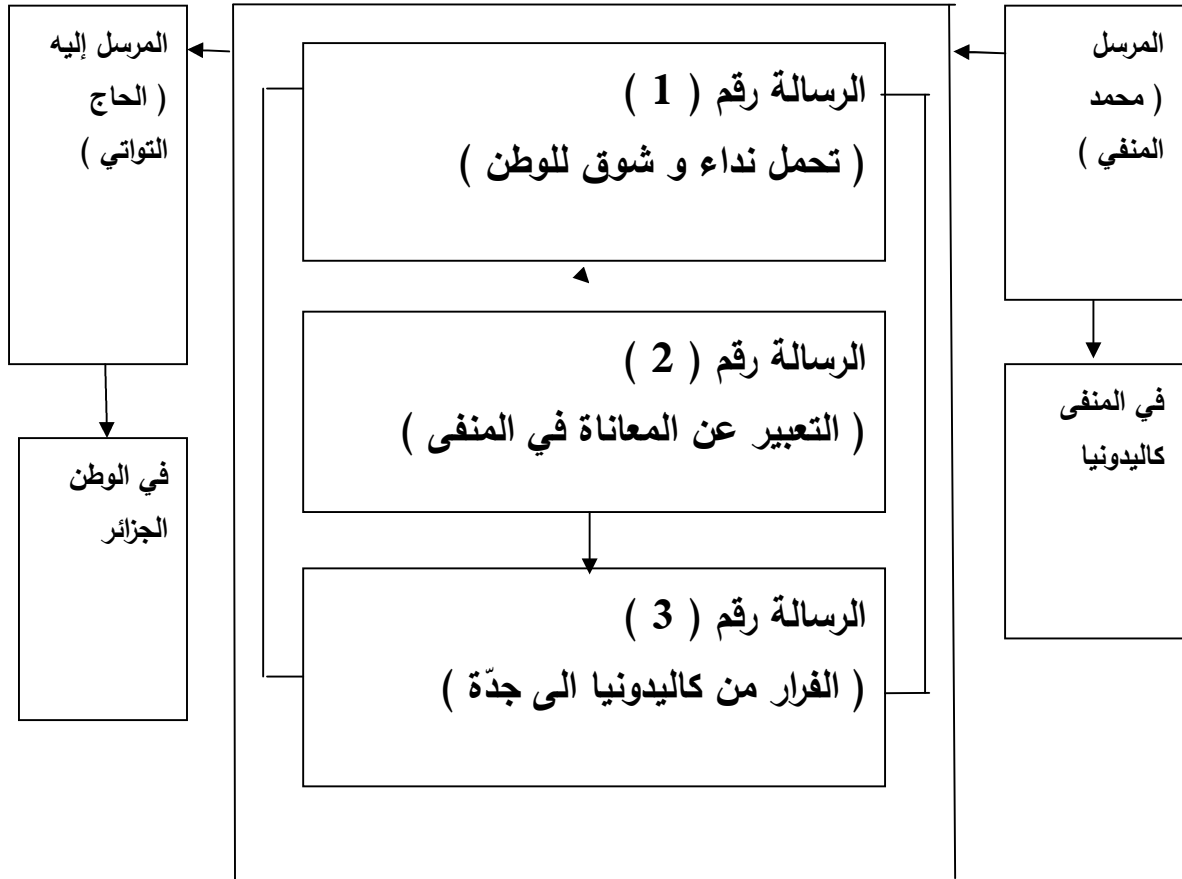 المرسل
( محمد
المنفي )
في المنفى
كاليدونيا
الرسالة رقم ( 1 )
( تحمل نداء و شوق للوطن )
الرسالة رقم ( 2 )
( التعبير عن المعاناة في المنفى )
الرسالة رقم ( 3 )
( الفرار من كاليدونيا الى جدّة )
المرسل إليه
( الحاج
التواتي )
في الوطن
الجزائر